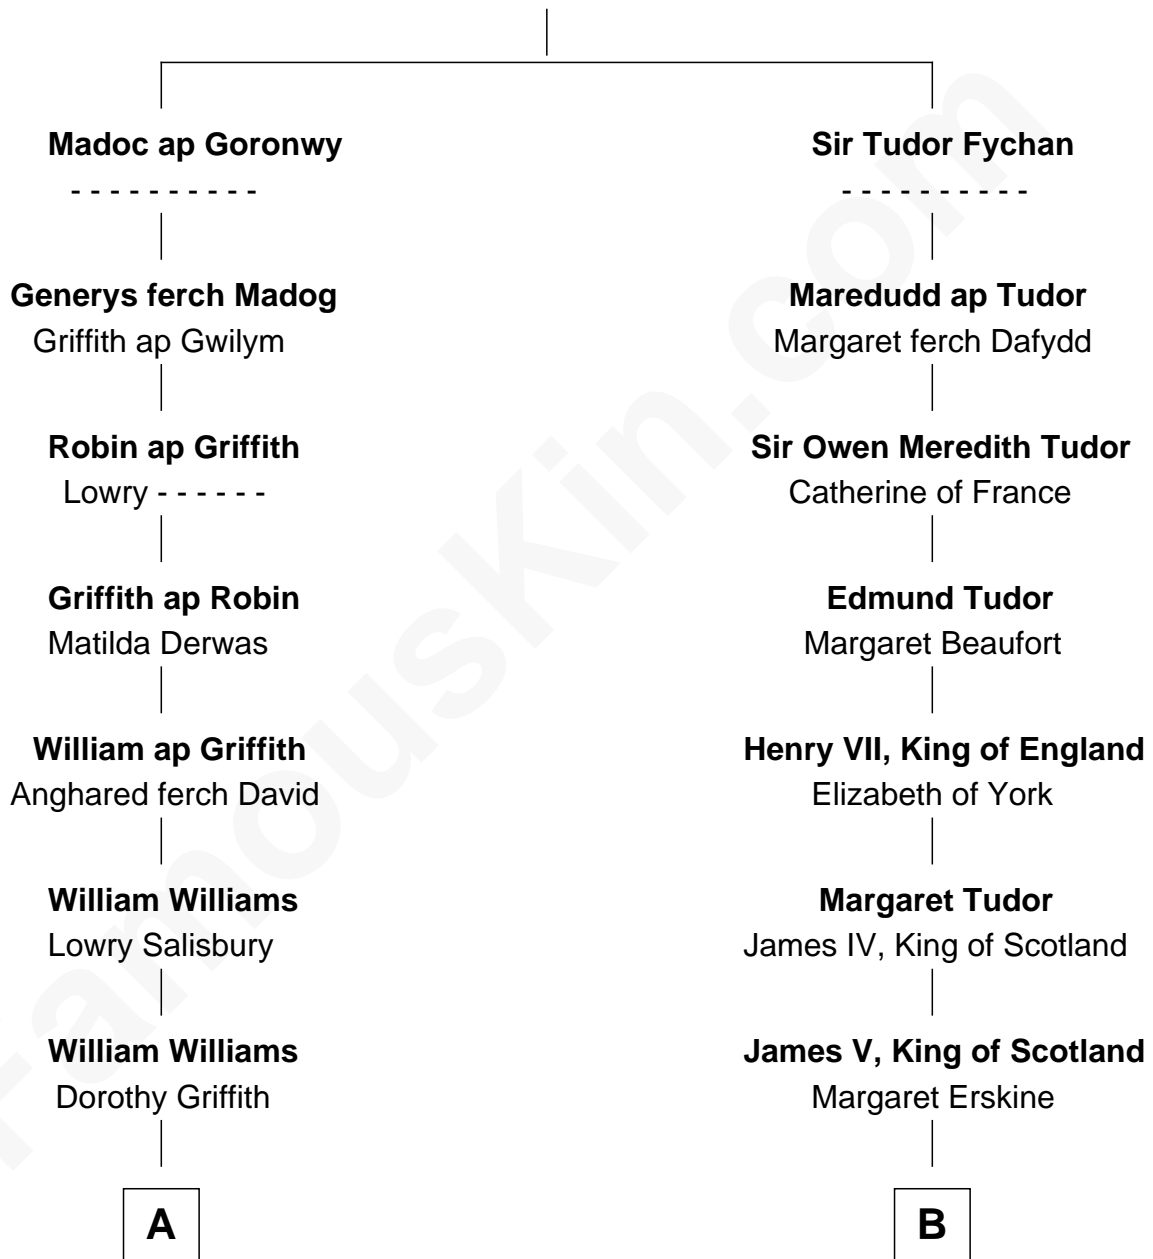 Madoc ap Goronwy
- - - - - - - - - -
Generys ferch Madog
Griffith ap Gwilym
Robin ap Griffith
Lowry - - - - - -
Griffith ap Robin
Matilda Derwas
William ap Griffith
Anghared ferch David
William Williams
Lowry Salisbury
William Williams
Dorothy Griffith
A
Sir Tudor Fychan
- - - - - - - - - -
Maredudd ap Tudor
Margaret ferch Dafydd
Sir Owen Meredith Tudor
Catherine of France
Edmund Tudor
Margaret Beaufort
Henry VII, King of England
Elizabeth of York
Margaret Tudor
James IV, King of Scotland
James V, King of Scotland
Margaret Erskine
B
FamousKin.com